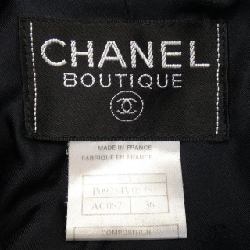 CHANEL
BOUTIQUE
MADE IN FRANCE
FABRIQUE EN FRANCE
36